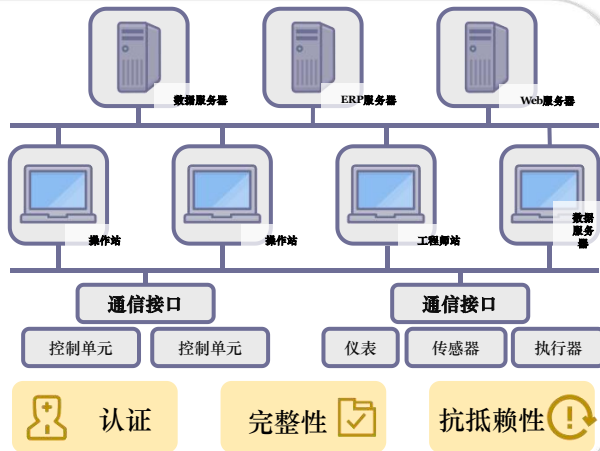 数据服务器
ERP服务器
Web服务器
操作站
操作站
工程师站
数据
服务
器
通信接口
通信接口
控制单元
控制单元
仪表
传感器
执行器
认证
完整性
抗抵赖性